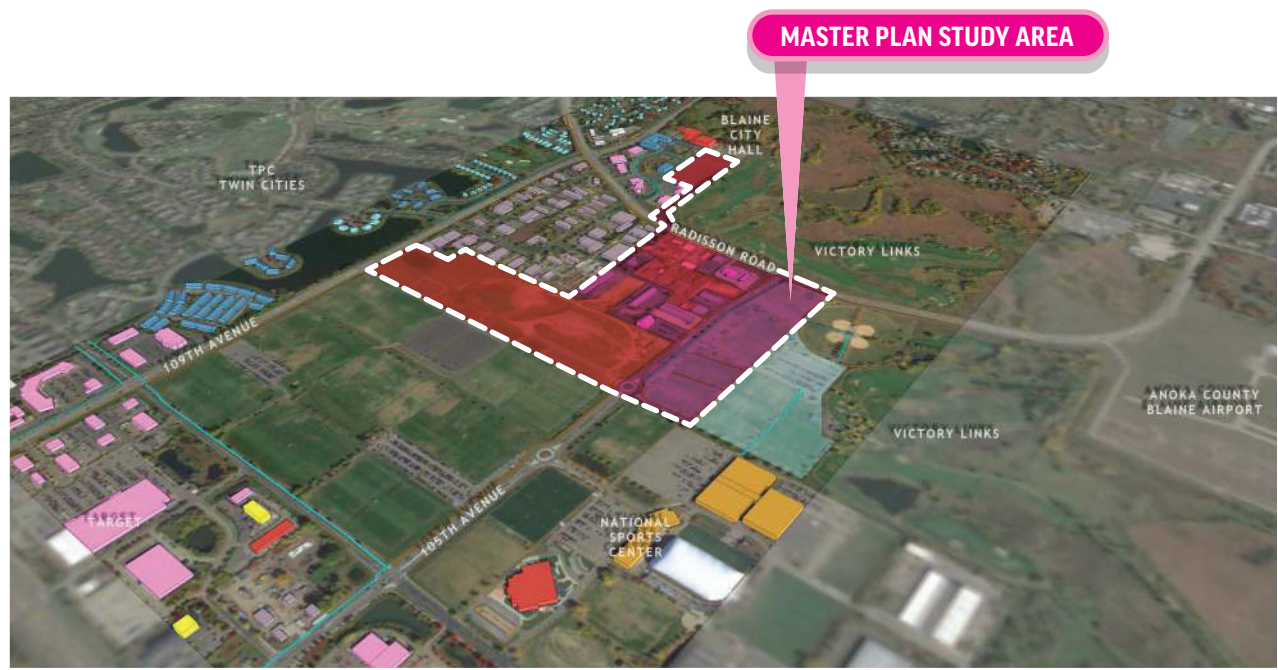 MASTER PLAN STUDY AREA
BLAINE
CITY
HALL
TPC
TWIN CITIES
RADISSON ROAD
VICTORY LINKS
109TH AVENUE
ANOKA COUNTY
BLAINE AIRPORT
VICTORY LINKS
105TH AVENUE
TARGET
NATIONAL
SPORTS
CENTER